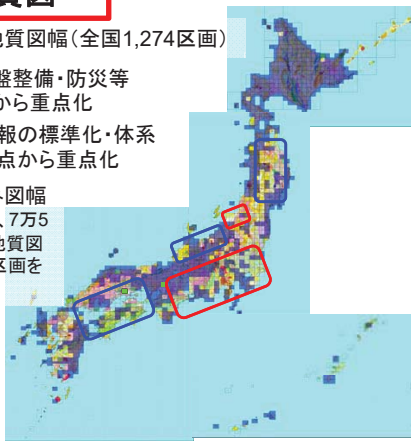 質図
地質図幅(全国1,274区画)
盤整備・防災等
から重点化
報の標準化・体系
点から重点化
図幅
、7万5
地質図
区画を